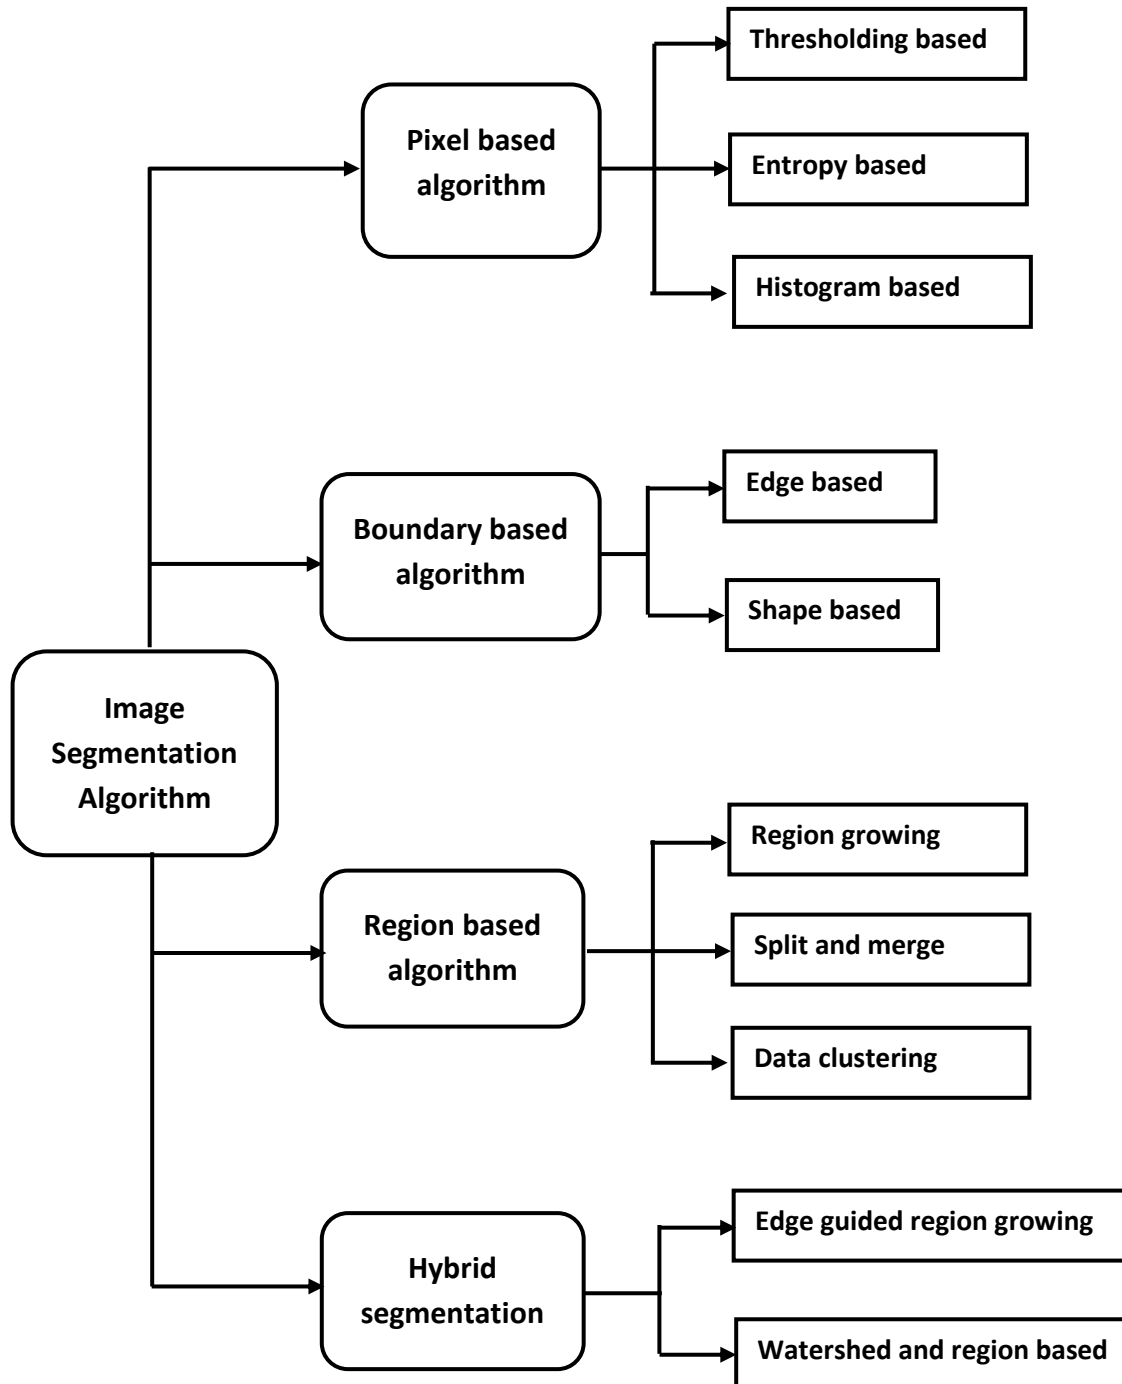 Thresholding based
Pixel based
algorithm
Entropy based
Histogram based
Edge based
Boundary based
algorithm
Shape based
Image
Segmentation
Algorithm
Region growing
Region based
algorithm
Split and merge
Data clustering
Edge guided region growing
Hybrid
segmentation
Watershed and region based